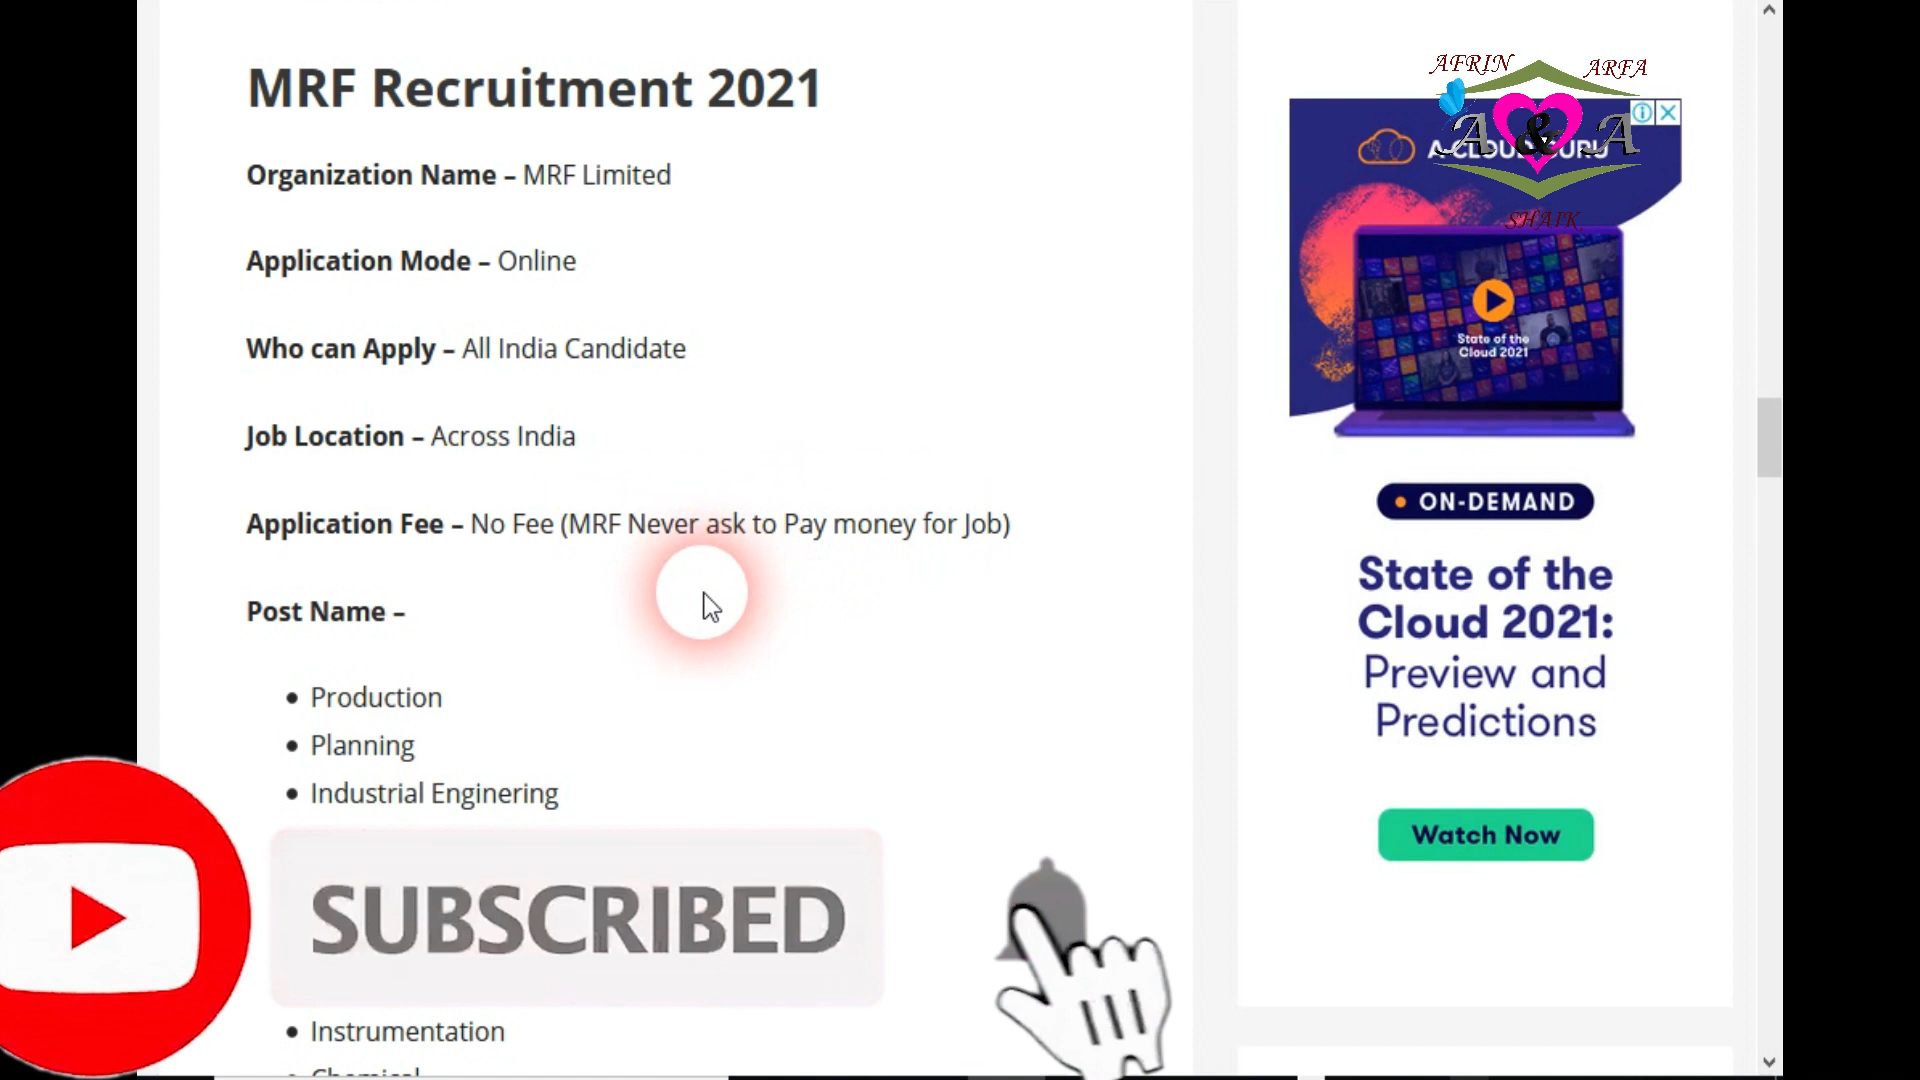 MRF Recruitment 2021
Organization Name – MRF Limited
Application Mode – Online
Who can Apply – All India Candidate
Job Location – Across India
Application Fee – No Fee (MRF Never ask to Pay money for Job)
Post Name –
• Production
• Planning
• Industrial Enginering
SUBSCRIBED
• Instrumentation
AFRIN ARFA
A & A
SHAIK
A CLOUD GURU
State of the
Cloud 2021
ON-DEMAND
State of the
Cloud 2021:
Preview and
Predictions
Watch Now